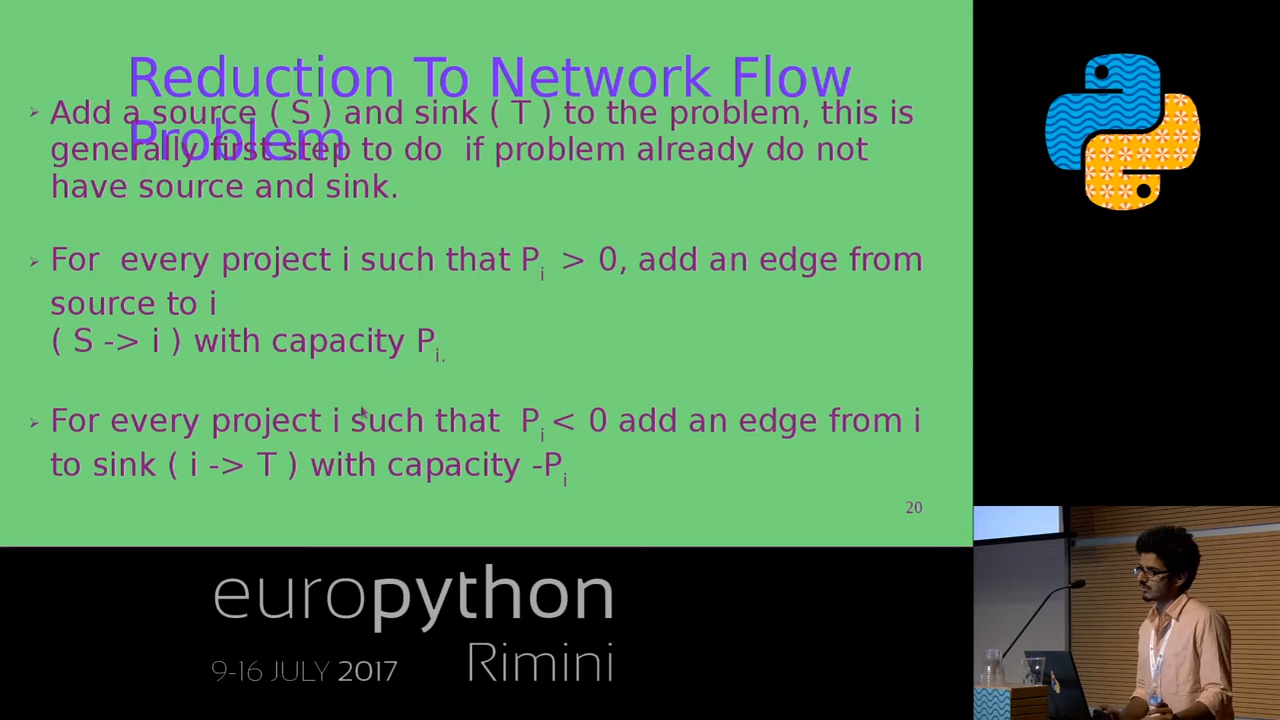 Reduction To Network Flow
Problem
➢ Add a source ( S ) and sink ( T ) to the problem, this is
generally first step to do if problem already do not
have source and sink.
➢ For every project i such that Pi > 0, add an edge from
source to i
( S -> i ) with capacity Pi.
➢ For every project i such that Pi < 0 add an edge from i
to sink ( i -> T ) with capacity -Pi
20
europython
9-16 JULY 2017 Rimini